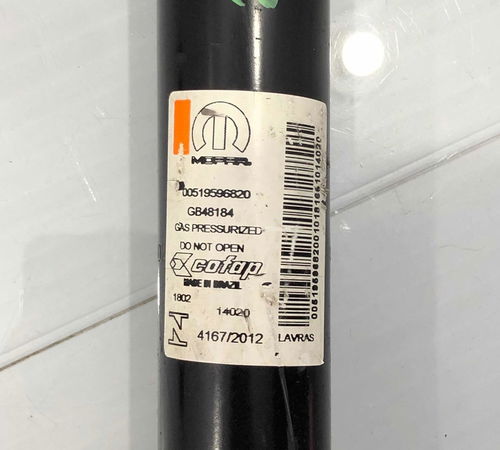 MOPAR
00519596820
GB48184
GAS PRESSURIZED
DO NOT OPEN
cofap
MADE IN BRAZIL
1802
14020
4167/2012
LAVRAS